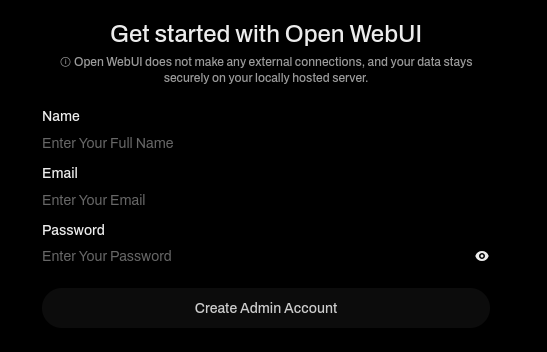 Get started with Open WebUI
ⓘ Open WebUI does not make any external connections, and your data stays
securely on your locally hosted server.
Name
Enter Your Full Name
Email
Enter Your Email
Password
Enter Your Password
Create Admin Account